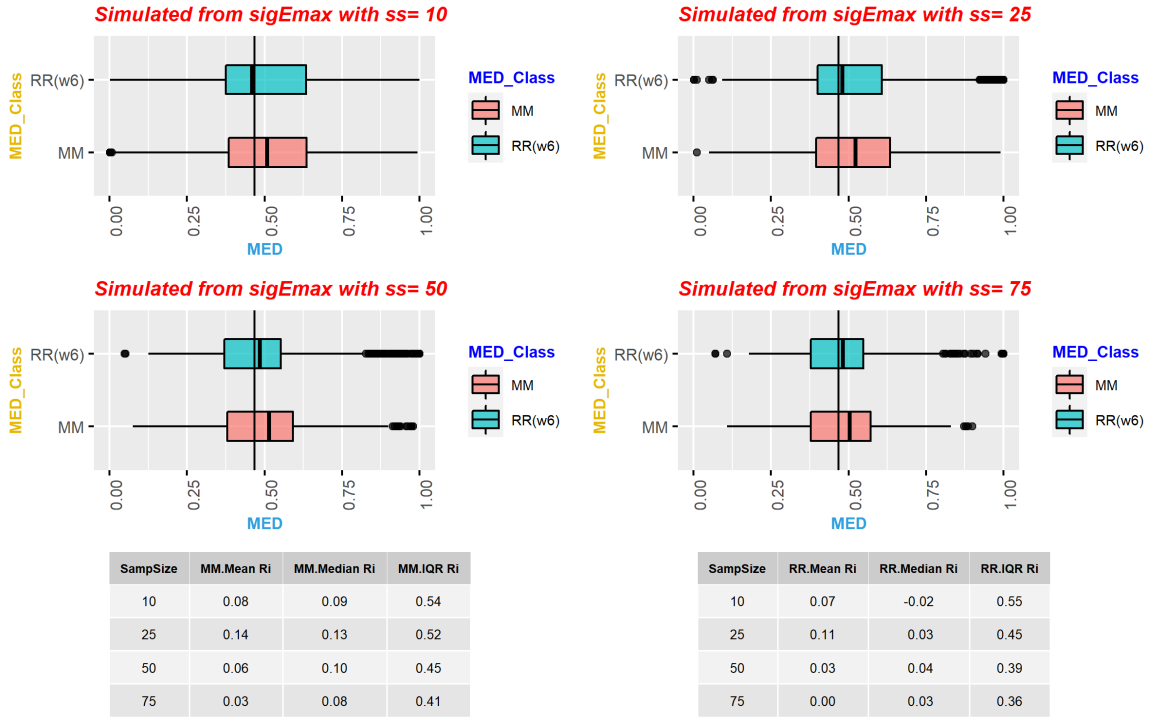 Simulated from sigEmax with ss= 10
MED_Class
RR(w6)
MM
0.00 0.25 0.50 0.75 1.00
MED
MED_Class
MM
RR(w6)
Simulated from sigEmax with ss= 25
MED_Class
RR(w6)
MM
0.00 0.25 0.50 0.75 1.00
MED
MED_Class
MM
RR(w6)
Simulated from sigEmax with ss= 50
MED_Class
RR(w6)
MM
0.00 0.25 0.50 0.75 1.00
MED
MED_Class
MM
RR(w6)
Simulated from sigEmax with ss= 75
MED_Class
RR(w6)
MM
0.00 0.25 0.50 0.75 1.00
MED
MED_Class
MM
RR(w6)
SampSize MM.Mean Ri MM.Median Ri MM.IQR Ri
10 0.08 0.09 0.54
25 0.14 0.13 0.52
50 0.06 0.10 0.45
75 0.03 0.08 0.41
SampSize RR.Mean Ri RR.Median Ri RR.IQR Ri
10 0.07 -0.02 0.55
25 0.11 0.03 0.45
50 0.03 0.04 0.39
75 0.00 0.03 0.36